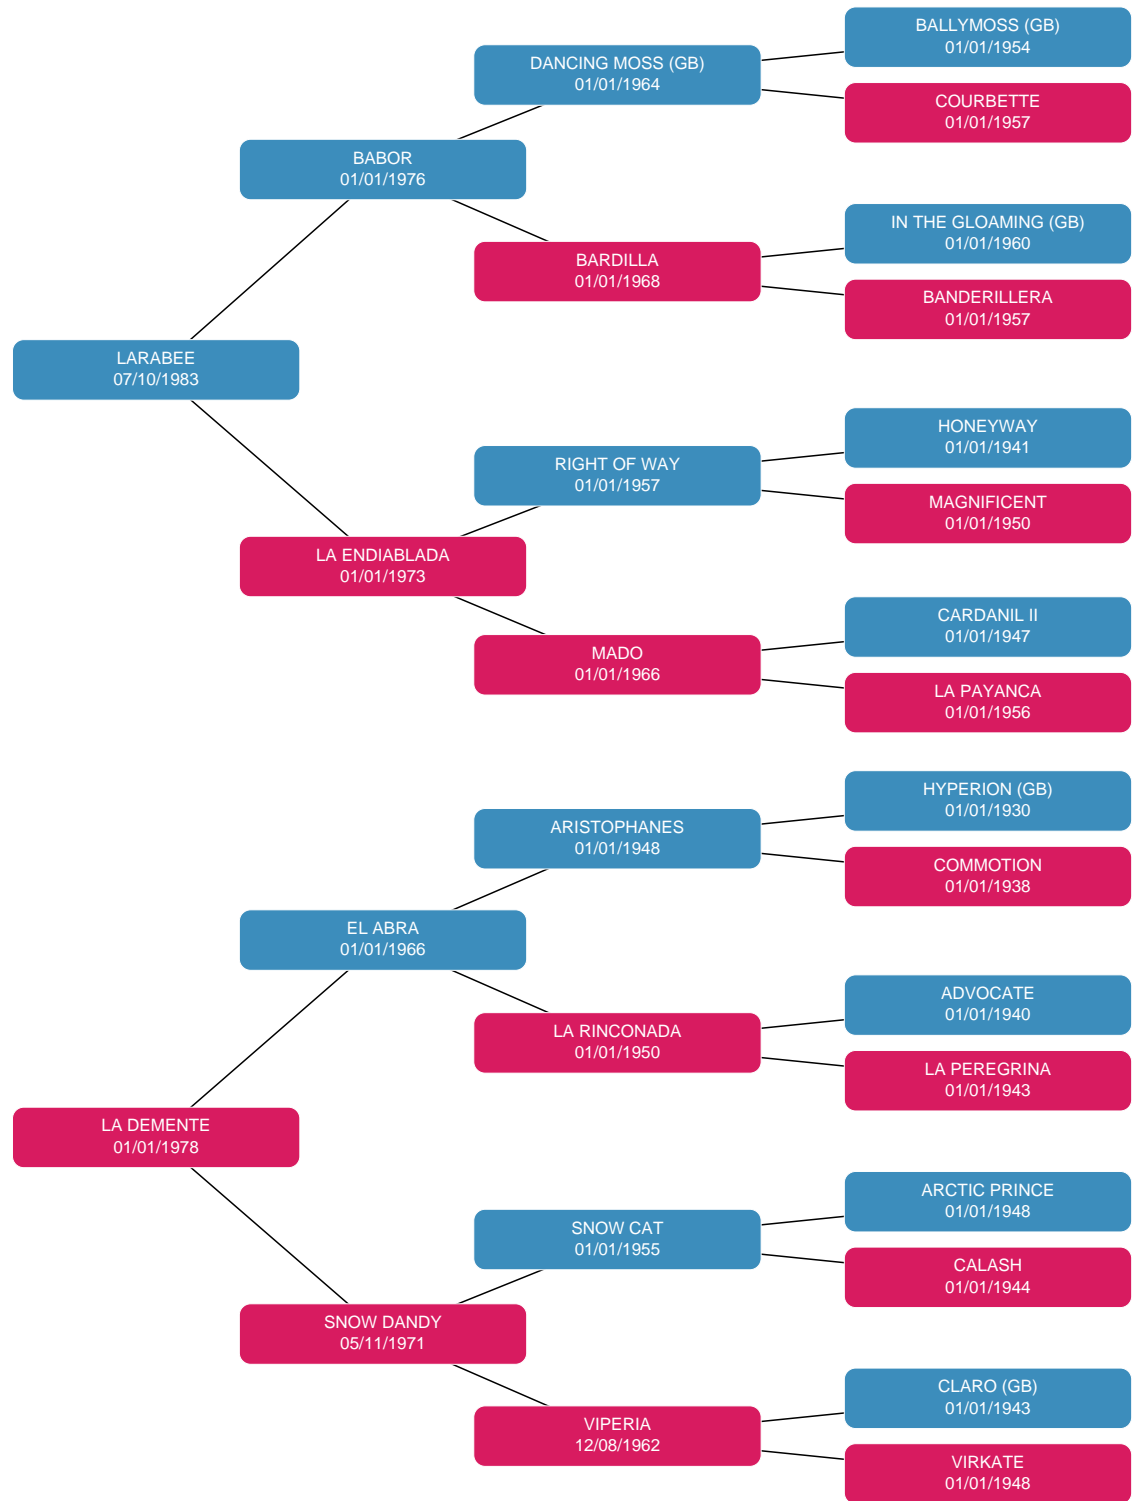 BALLYMOSS (GB)
01/01/1954
DANCING MOSS (GB)
01/01/1964
COURBETTE
01/01/1957
BABOR
01/01/1976
IN THE GLOAMING (GB)
01/01/1960
BARDILLA
01/01/1968
BANDERILLERA
01/01/1957
LARABEE
07/10/1983
HONEYWAY
01/01/1941
RIGHT OF WAY
01/01/1957
MAGNIFICENT
01/01/1950
LA ENDIABLADA
01/01/1973
CARDANIL II
01/01/1947
MADO
01/01/1966
LA PAYANCA
01/01/1956
HYPERION (GB)
01/01/1930
ARISTOPHANES
01/01/1948
COMMOTION
01/01/1938
EL ABRA
01/01/1966
ADVOCATE
01/01/1940
LA RINCONADA
01/01/1950
LA PEREGRINA
01/01/1943
LA DEMENTE
01/01/1978
ARCTIC PRINCE
01/01/1948
SNOW CAT
01/01/1955
CALASH
01/01/1944
SNOW DANDY
05/11/1971
CLARO (GB)
01/01/1943
VIPERIA
12/08/1962
VIRKATE
01/01/1948